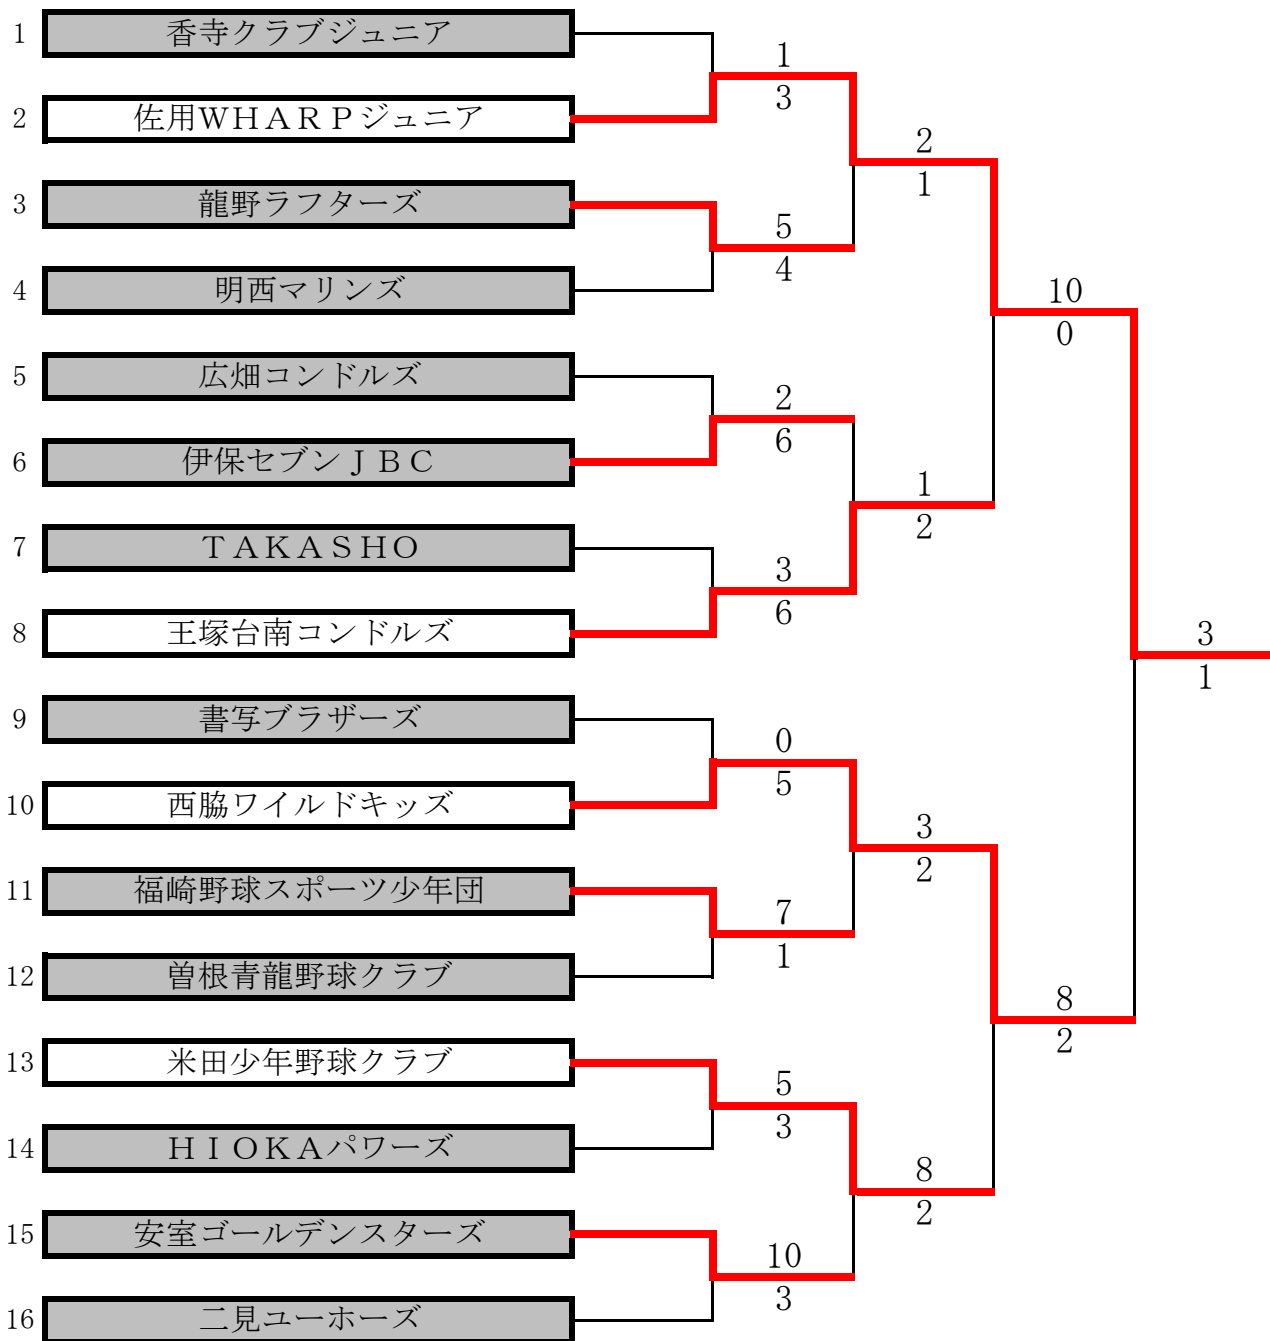 1 香寺クラブジュニア
1
3
2 佐用WHARPジュニア
2
1
3 龍野ラフターズ
5
4
4 明西マリンズ
10
0
5 広畑コンドルズ
2
6
6 伊保セブンJBC
1
2
7 TAKASHO
3
6
8 王塚台南コンドルズ
3
1
9 書写ブラザーズ
0
5
10 西脇ワイルドキッズ
3
2
11 福崎野球スポーツ少年団
7
1
12 曽根青龍野球クラブ
8
2
13 米田少年野球クラブ
5
3
14 HIOKAパワーズ
8
2
15 安室ゴールデンスターズ
10
3
16 二見ユーホーズ